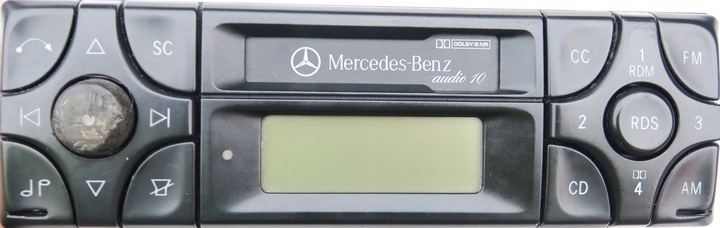 SC
DOLBY B NR
Mercedes-Benz
audio 10
CC
1
RDM
FM
2
RDS
3
CD
4
AM